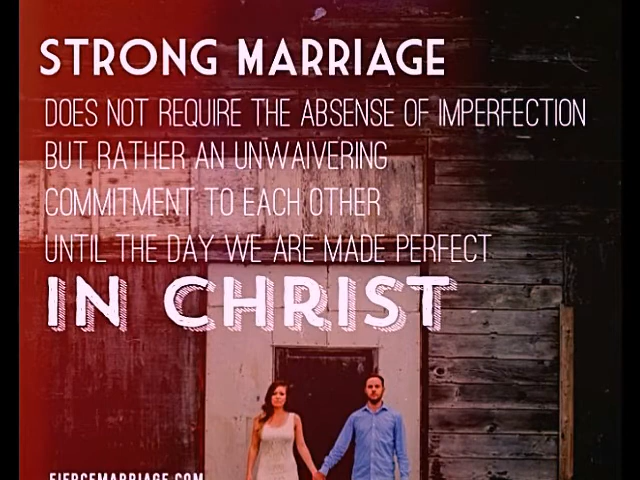 STRONG MARRIAGE
DOES NOT REQUIRE THE ABSENSE OF IMPERFECTION
BUT RATHER AN UNWAIVERING
COMMITMENT TO EACH OTHER
UNTIL THE DAY WE ARE MADE PERFECT
IN CHRIST
FIERCEMARRIAGE.COM